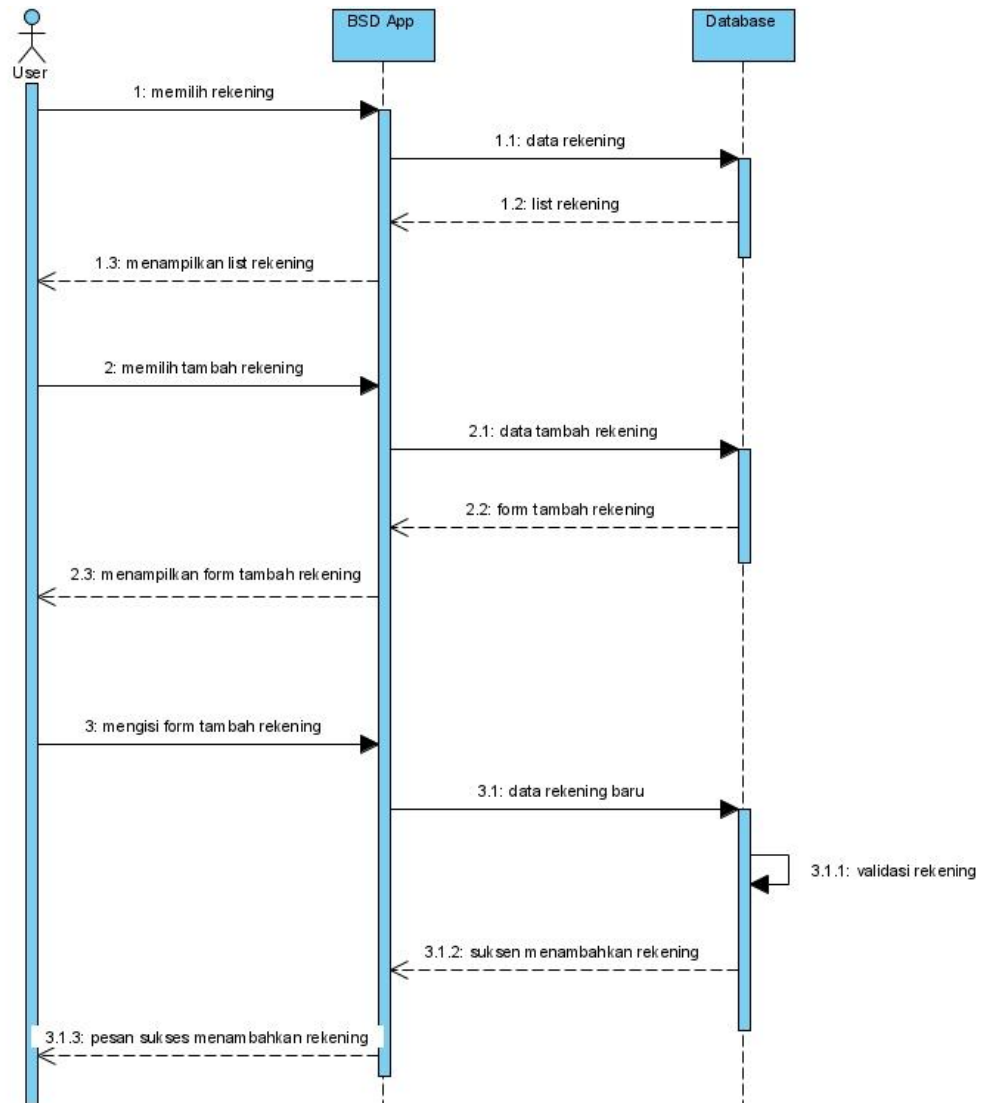 BSD App
Database
User
1: memilih rekening
1.1: data rekening
1.2: list rekening
1.3: menampilkan list rekening
2: memilih tambah rekening
2.1: data tambah rekening
2.2: form tambah rekening
2.3: menampilkan form tambah rekening
3: mengisi form tambah rekening
3.1: data rekening baru
3.1.1: validasi rekening
3.1.2: suksen menambahkan rekening
3.1.3: pesan sukses menambahkan rekening